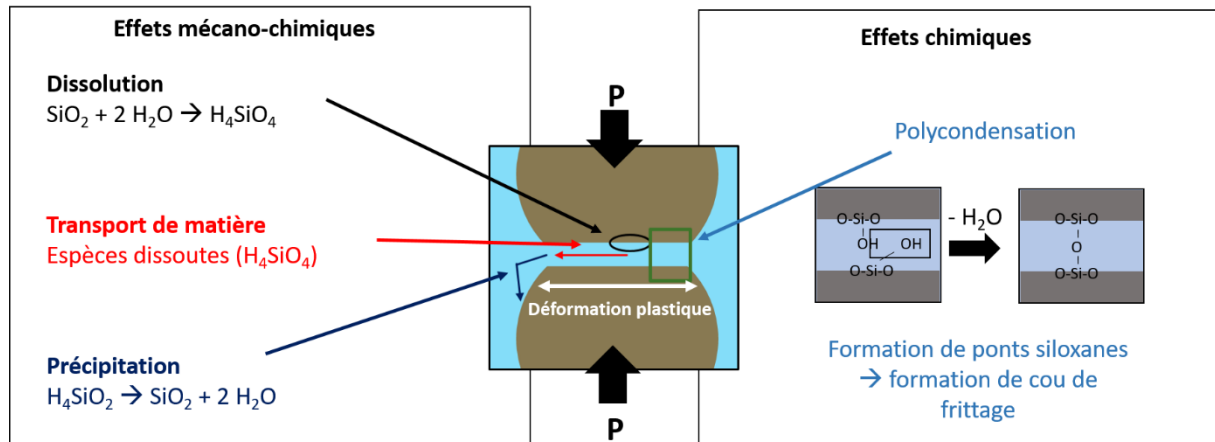 Effets mécano-chimiques
Dissolution
SiO₂ + 2 H₂O → H₄SiO₄
Transport de matière
Espèces dissoutes (H₄SiO₄)
Précipitation
H₄SiO₂ → SiO₂ + 2 H₂O
P
Déformation plastique
P
Effets chimiques
Polycondensation
O-Si-O
OH OH
O-Si-O
- H₂O
O-Si-O
O
O-Si-O
Formation de ponts siloxanes
→ formation de cou de
frittage